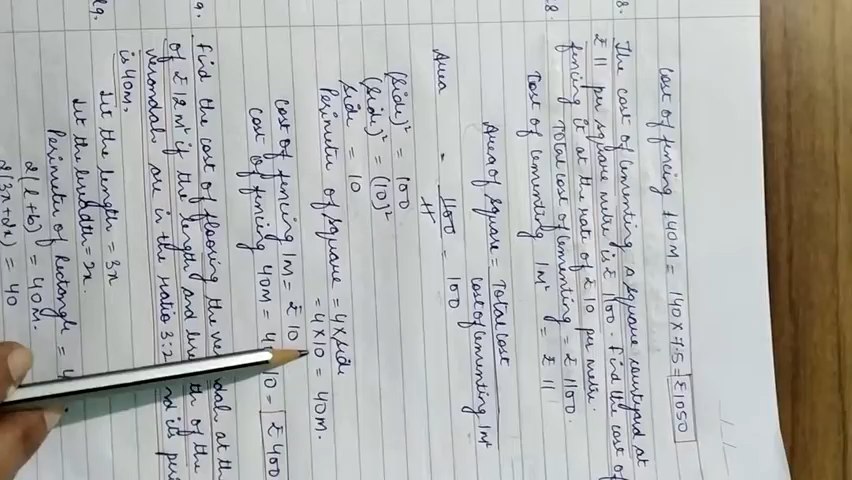 Cost of fencing 140M = 140 × 7.5 = ₹1050
8. The cost of cementing a square courtyard at
₹ 11 per square metre is ₹ 1100. find the cost of
fencing it at the rate of ₹ 10 per metre.
Total cost of cementing = ₹ 1100.
Cost of cementing 1m² = ₹ 11
Area of square = Total cost
Cost of cementing 1m²
Area = 1100 = 100
11
(Side)² = 100
(Side)² = (10)²
Side = 10
Perimeter of square = 4 × side
= 4 × 10 = 40M.
Cost of fencing 1M = ₹ 10
Cost of fencing 40M = 10 = ₹ 400
9. find the cost of flooring the at the
of ₹ 12 m² if the length and of the
verandah are in the ratio 3:2 its
is 40M.
Let the length = 3x
Let the breadth = 2x.
Perimeter of Rectangle =
2(l+b) = 40M.
2(3x+2x) = 40